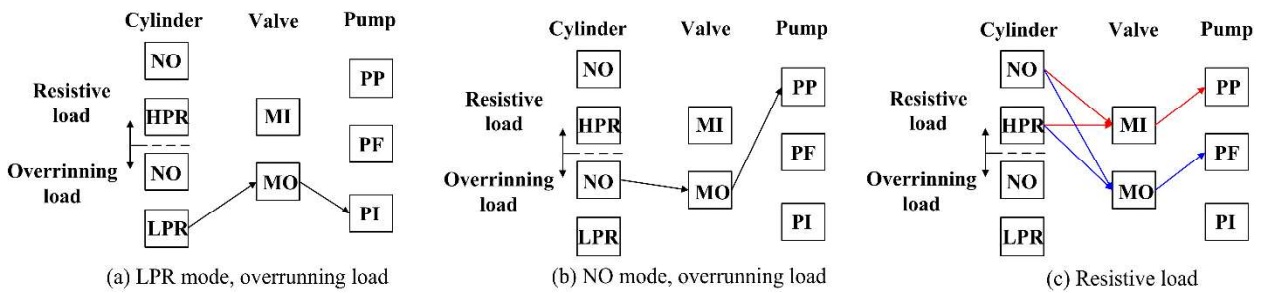 Cylinder Valve Pump
NO
PP
Resistive
load
HPR
MI
PF
Overrinning
load
NO
MO
LPR
PI
(a) LPR mode, overrunning load
Cylinder Valve Pump
NO
PP
Resistive
load
HPR
MI
PF
Overrinning
load
NO
MO
LPR
PI
(b) NO mode, overrunning load
Cylinder Valve Pump
NO
PP
Resistive
load
HPR
MI
PF
Overrinning
load
NO
MO
LPR
PI
(c) Resistive load